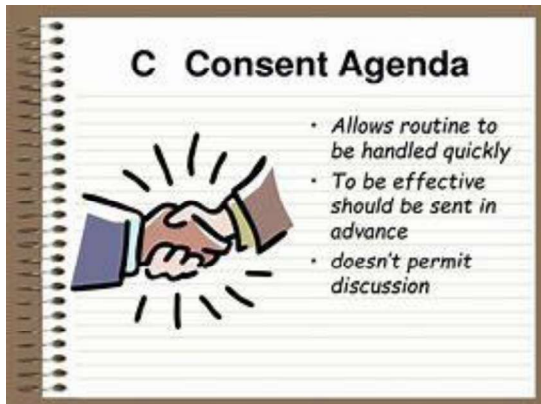 C Consent Agenda
• Allows routine to
be handled quickly
• To be effective
should be sent in
advance
• doesn't permit
discussion